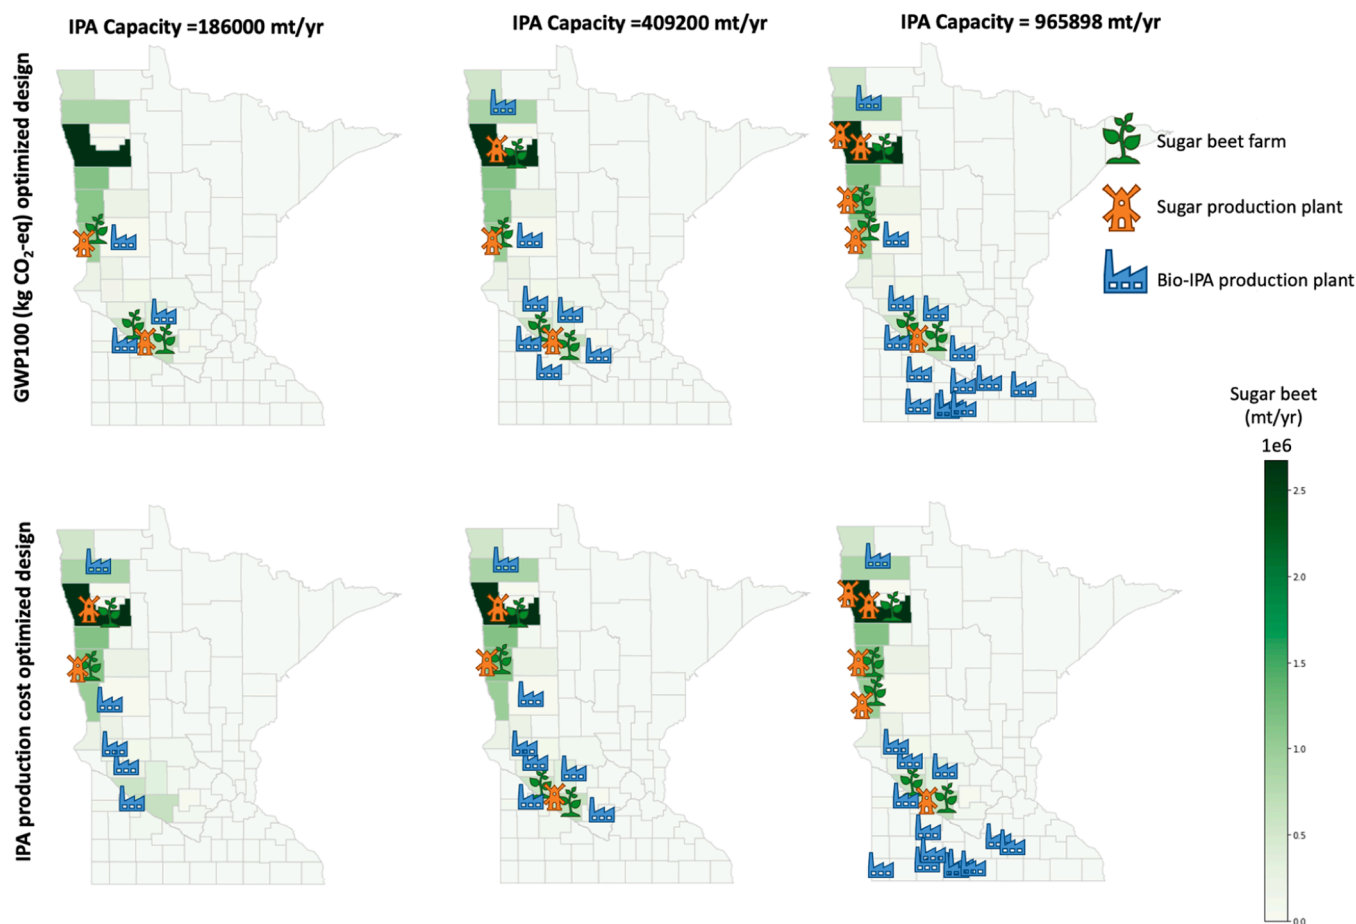 IPA Capacity =186000 mt/yr
IPA Capacity =409200 mt/yr
IPA Capacity = 965898 mt/yr
GWP100 (kg CO₂-eq) optimized design
Sugar beet farm
Sugar production plant
Bio-IPA production plant
Sugar beet
(mt/yr)
1e6
2.5
2.0
1.5
1.0
0.5
0.0
IPA production cost optimized design